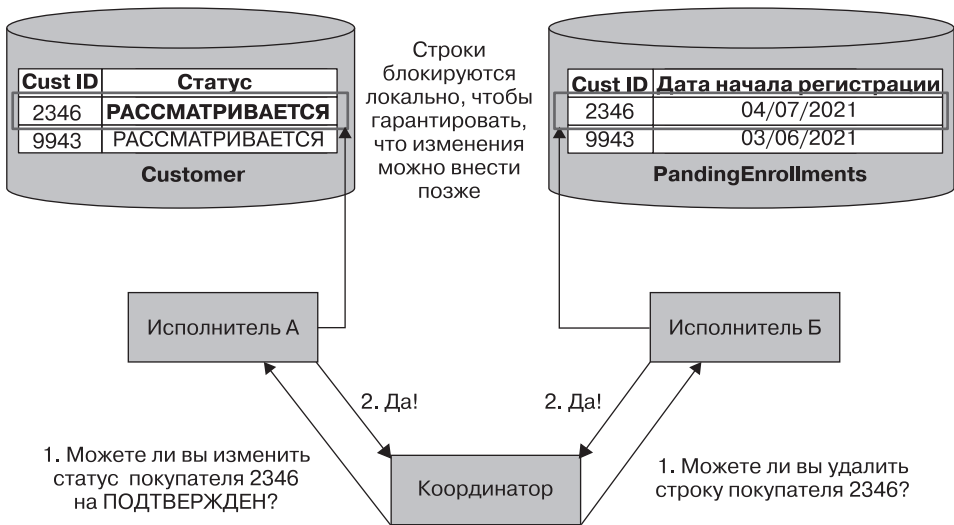 Cust ID Статус
2346 РАССМАТРИВАЕТСЯ
9943 РАССМАТРИВАЕТСЯ
Customer
Строки
блокируются
локально, чтобы
гарантировать,
что изменения
можно внести
позже
Cust ID Дата начала регистрации
2346 04/07/2021
9943 03/06/2021
PandingEnrollments
Исполнитель А
Исполнитель Б
2. Да!
2. Да!
1. Можете ли вы изменить
статус покупателя 2346
на ПОДТВЕРЖДЕН?
Координатор
1. Можете ли вы удалить
строку покупателя 2346?